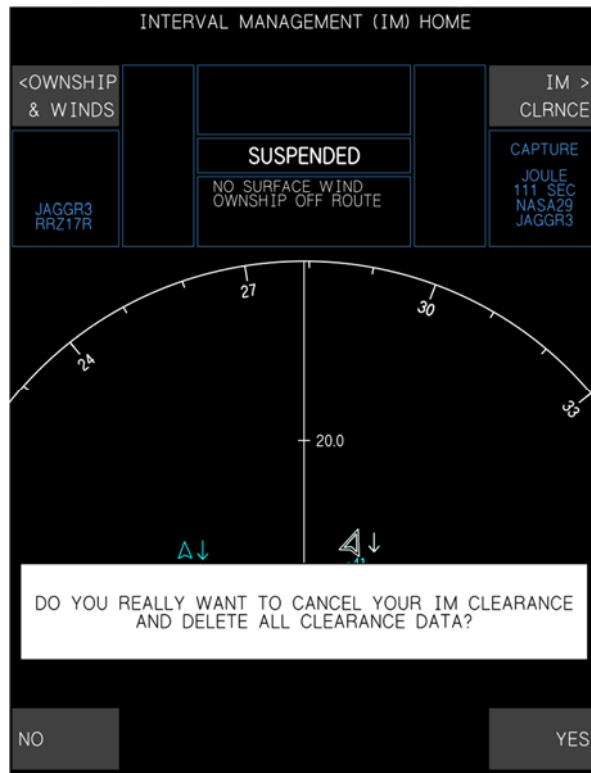 INTERVAL MANAGEMENT (IM) HOME
<OWNSHIP
& WINDS
IM >
CLRNCE
SUSPENDED
NO SURFACE WIND
OWNSHIP OFF ROUTE
JAGGR3
RRZ17R
CAPTURE
JOULE
111 SEC
NASA29
JAGGR3
24
27
30
33
20.0
DO YOU REALLY WANT TO CANCEL YOUR IM CLEARANCE
AND DELETE ALL CLEARANCE DATA?
NO
YES